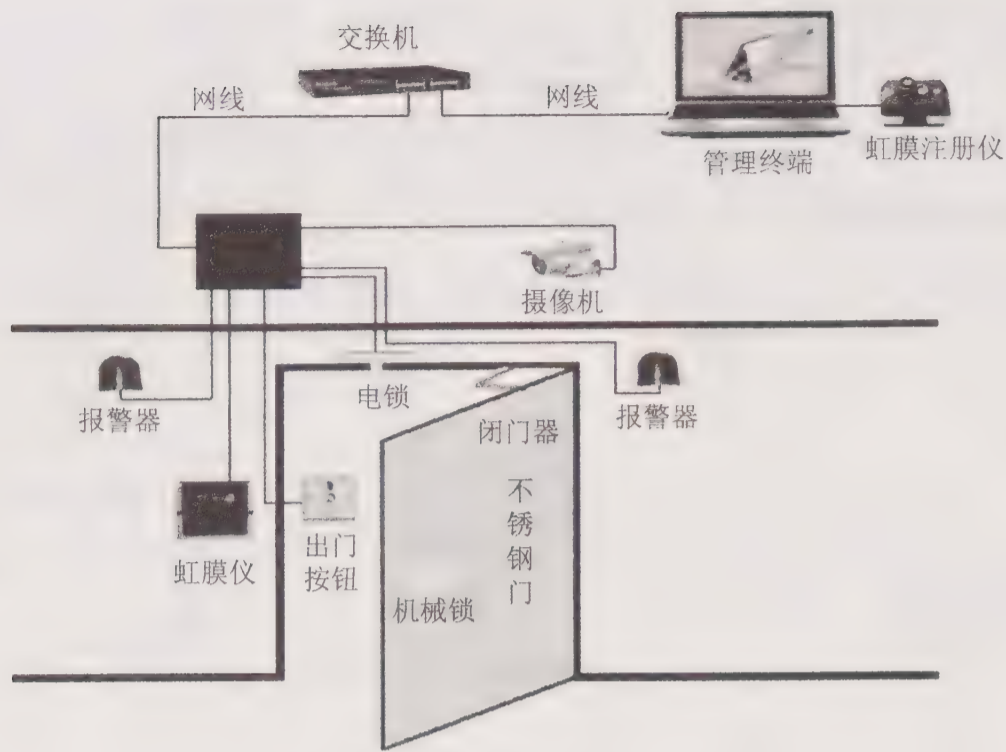 交换机
网线
网线
管理终端
虹膜注册仪
摄像机
报警器
电锁
报警器
闭门器
不锈钢门
虹膜仪
出门
按钮
机械锁